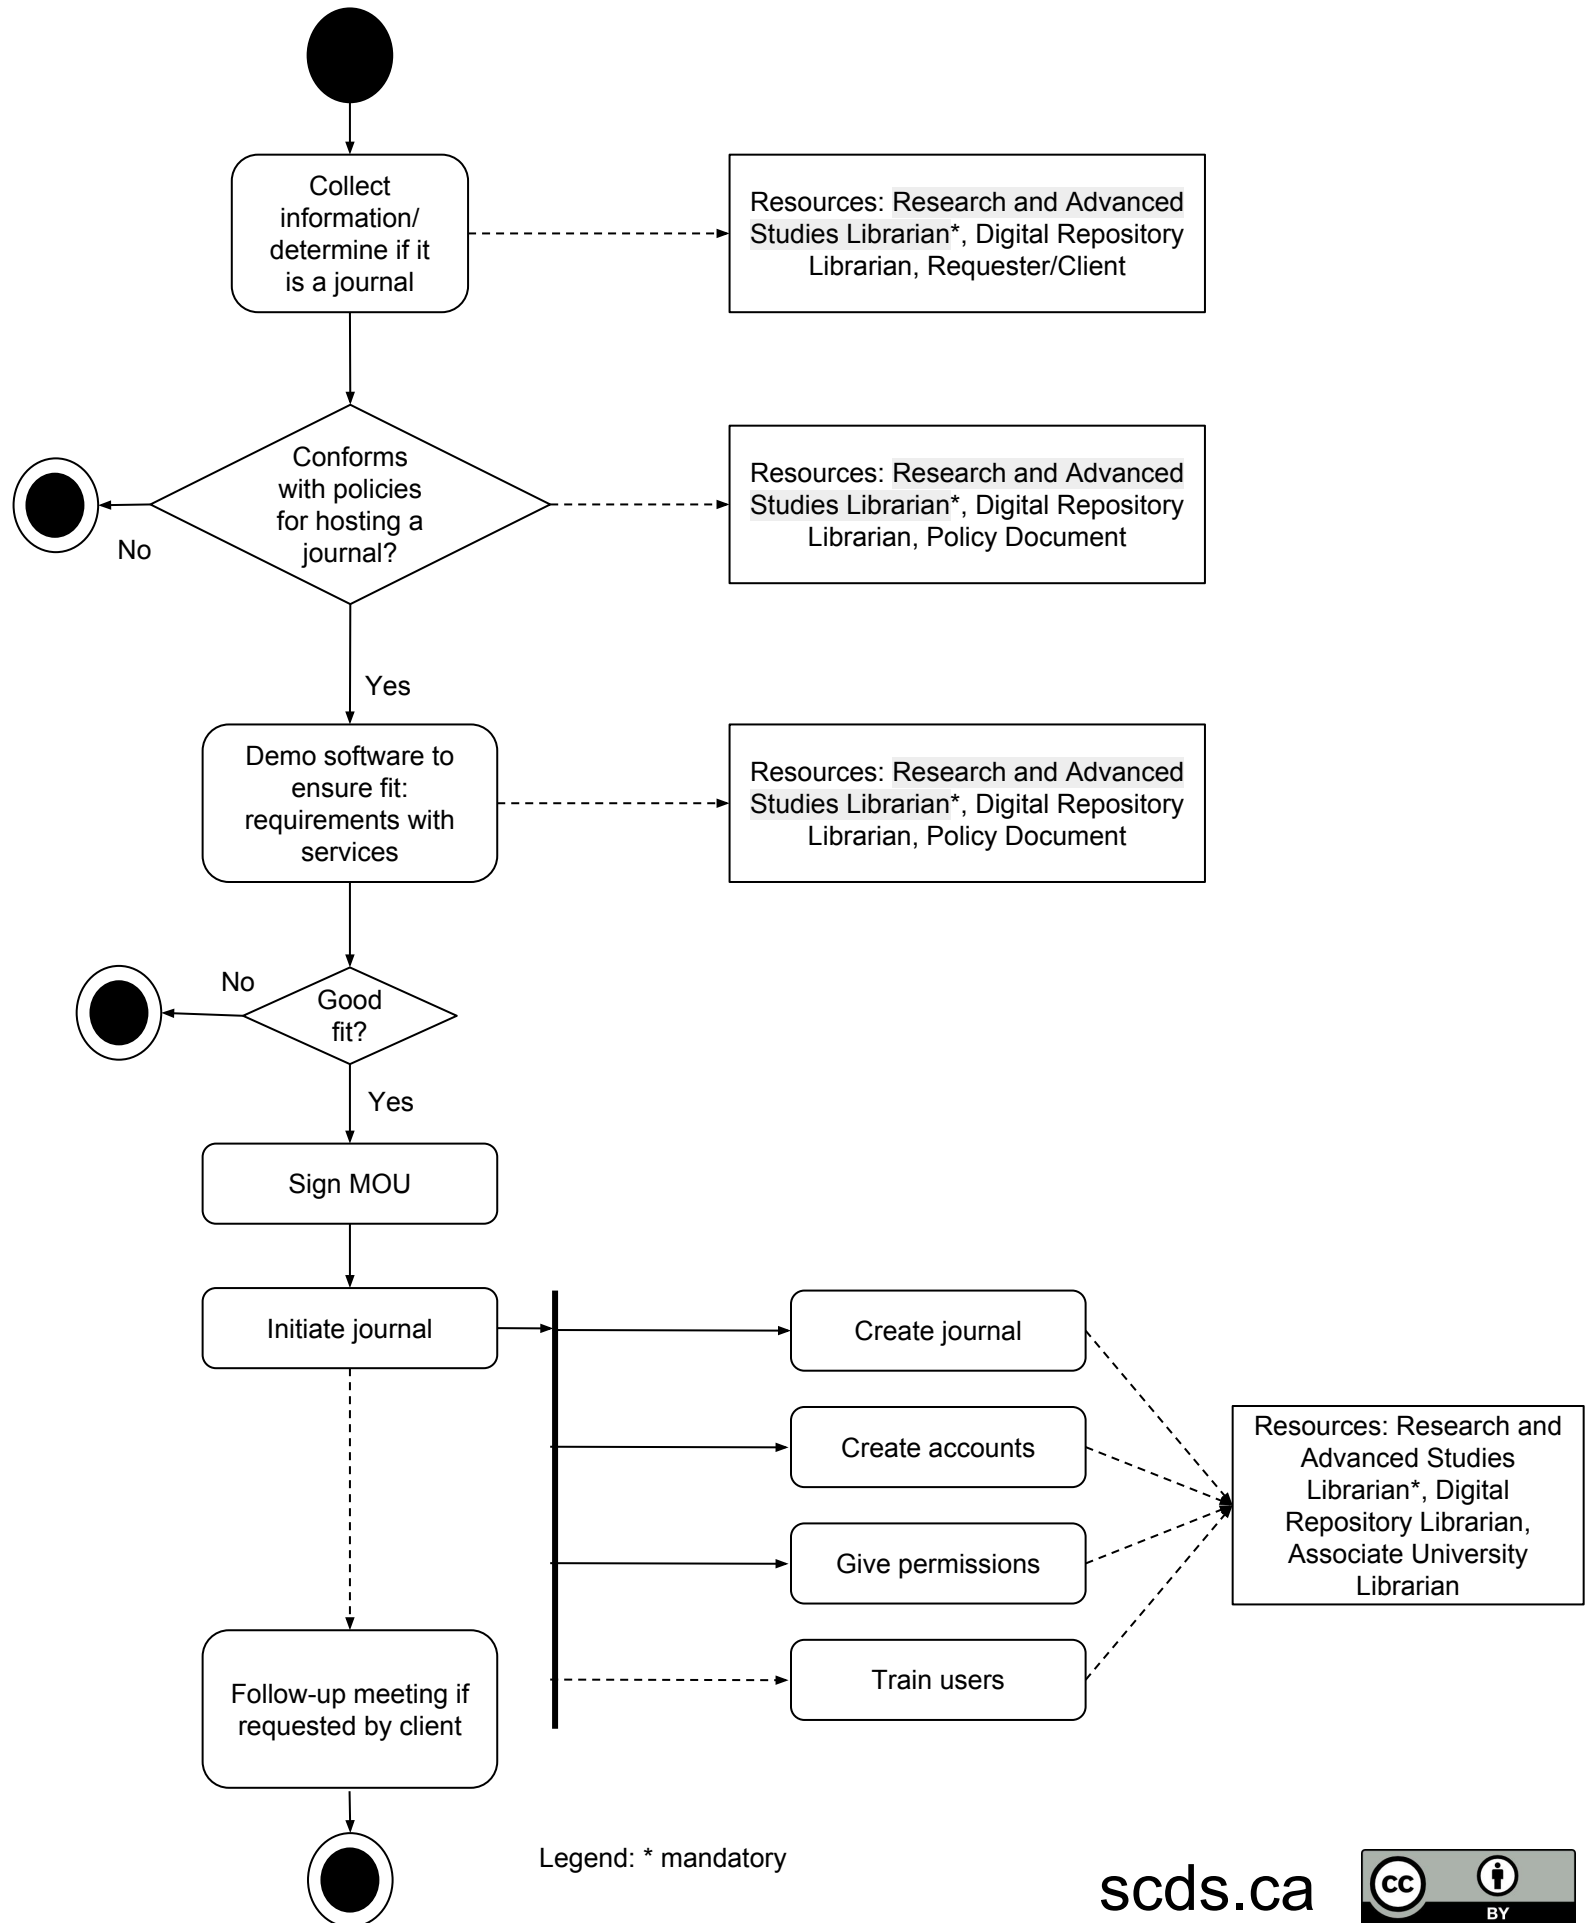 Collect
information/
determine if it
is a journal
Resources: Research and Advanced
Studies Librarian*, Digital Repository
Librarian, Requester/Client
Conforms
with policies
for hosting a
journal?
No
Resources: Research and Advanced
Studies Librarian*, Digital Repository
Librarian, Policy Document
Yes
Demo software to
ensure fit:
requirements with
services
Resources: Research and Advanced
Studies Librarian*, Digital Repository
Librarian, Policy Document
No
Good
fit?
Yes
Sign MOU
Initiate journal
Create journal
Create accounts
Give permissions
Train users
Resources: Research and
Advanced Studies
Librarian*, Digital
Repository Librarian,
Associate University
Librarian
Follow-up meeting if
requested by client
Legend: * mandatory
scds.ca
cc
BY